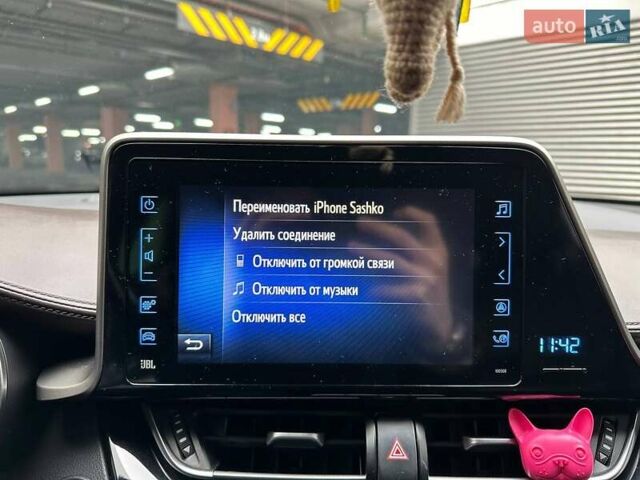 auto RIA
Переименовать iPhone Sashko
Удалить соединение
Отключить от громкой связи
Отключить от музыки
Отключить все
11:42
JBL